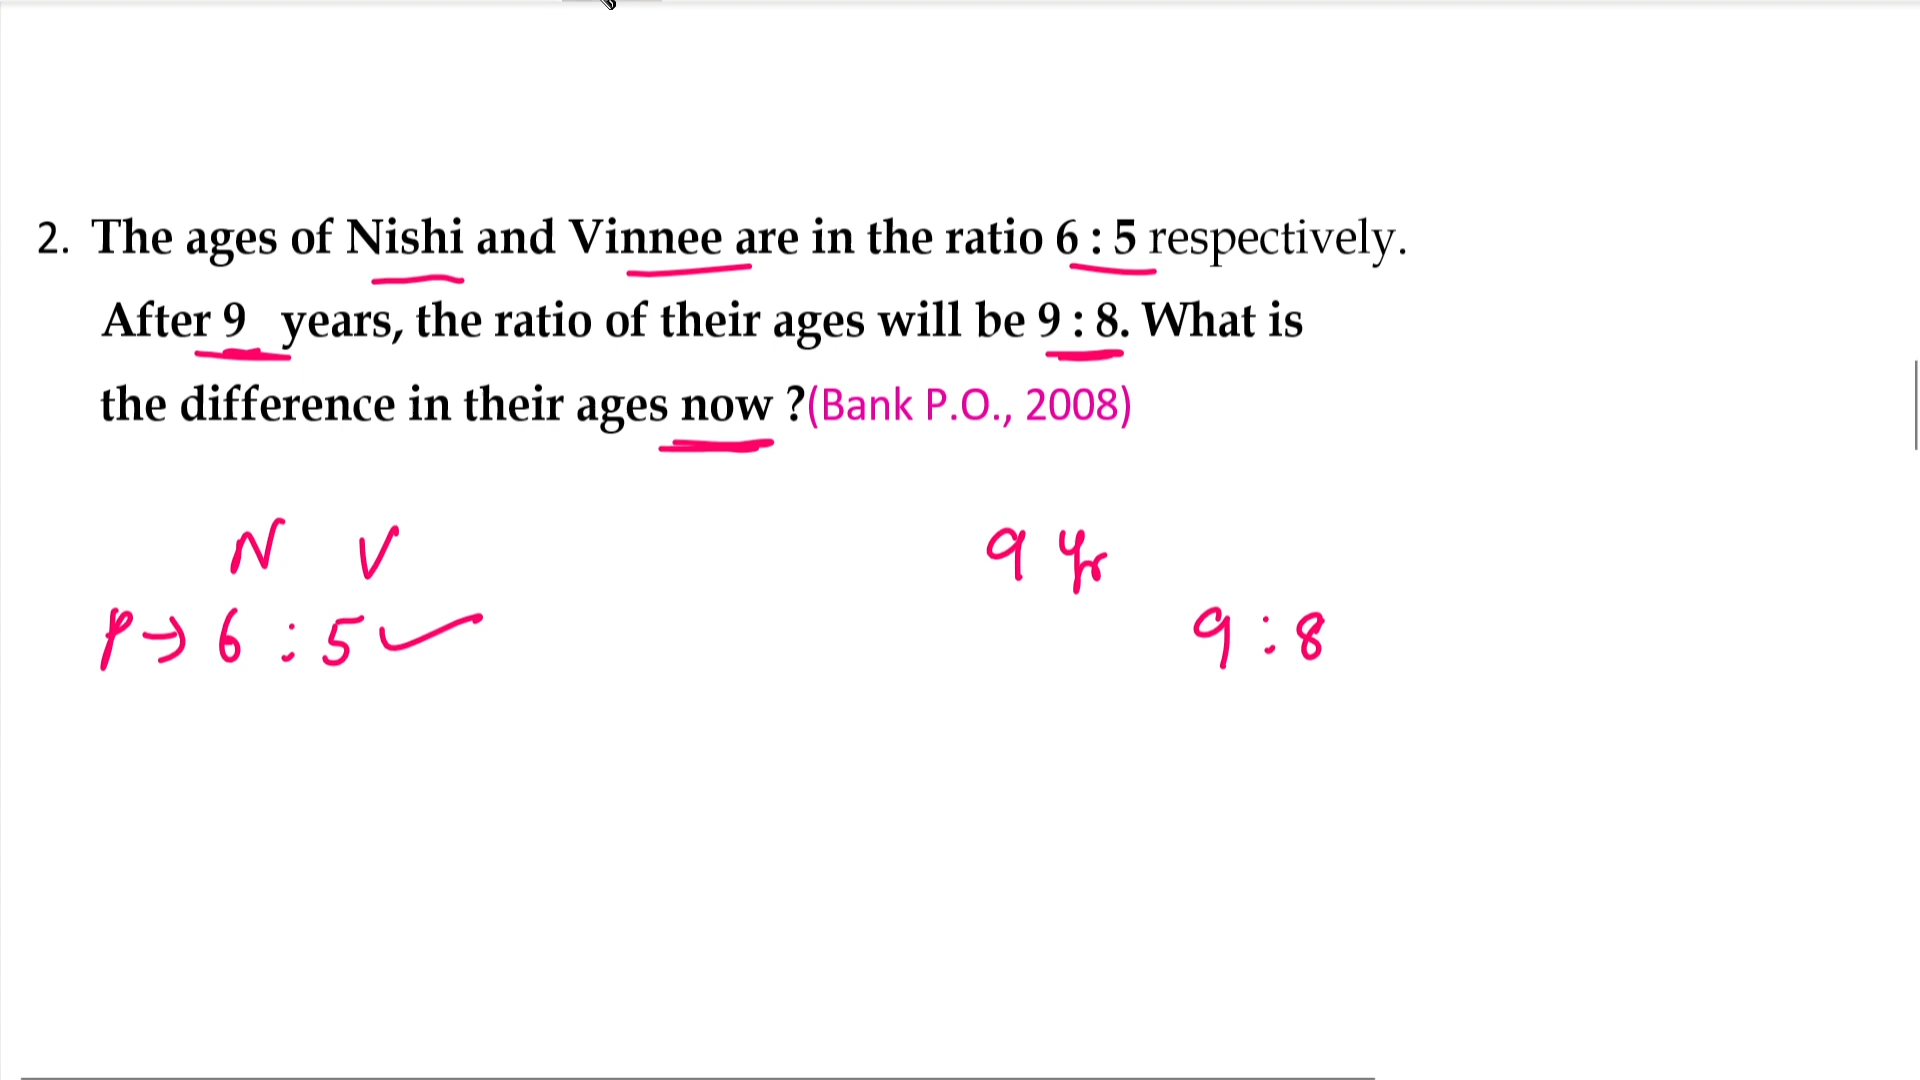 2. The ages of Nishi and Vinnee are in the ratio 6 : 5 respectively.
After 9 years, the ratio of their ages will be 9 : 8. What is
the difference in their ages now ?(Bank P.O., 2008)
N V 9 yr
P→ 6 : 5 9 : 8